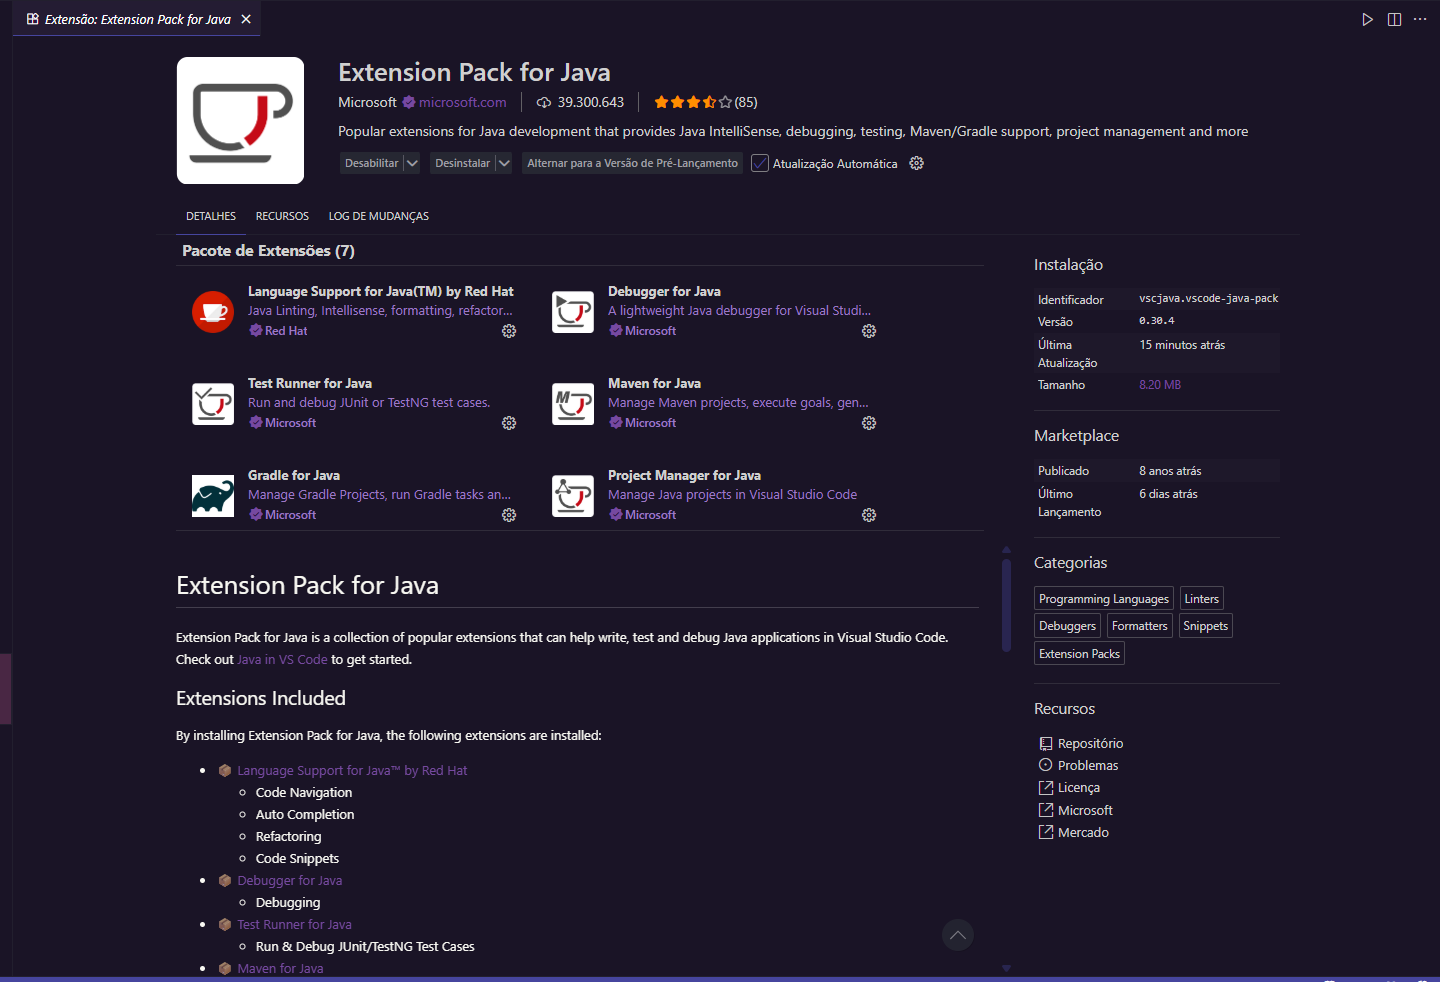 Extensão: Extension Pack for Java
Extension Pack for Java
Microsoft microsoft.com 39.300.643 (85)
Popular extensions for Java development that provides Java IntelliSense, debugging, testing, Maven/Gradle support, project management and more
Desabilitar Desinstalar Alternar para a Versão de Pré-Lançamento Atualização Automática
DETALHES RECURSOS LOG DE MUDANÇAS
Pacote de Extensões (7)
Language Support for Java(TM) by Red Hat
Java Linting, Intellisense, formatting, refactor...
Red Hat
Debugger for Java
A lightweight Java debugger for Visual Studi...
Microsoft
Test Runner for Java
Run and debug JUnit or TestNG test cases.
Microsoft
Maven for Java
Manage Maven projects, execute goals, gen...
Microsoft
Gradle for Java
Manage Gradle Projects, run Gradle tasks an...
Microsoft
Project Manager for Java
Manage Java projects in Visual Studio Code
Microsoft
Extension Pack for Java
Extension Pack for Java is a collection of popular extensions that can help write, test and debug Java applications in Visual Studio Code.
Check out Java in VS Code to get started.
Extensions Included
By installing Extension Pack for Java, the following extensions are installed:
Language Support for Java™ by Red Hat
Code Navigation
Auto Completion
Refactoring
Code Snippets
Debugger for Java
Debugging
Test Runner for Java
Run & Debug JUnit/TestNG Test Cases
Maven for Java
Instalação
Identificador vscjava.vscode-java-pack
Versão 0.30.4
Última 15 minutos atrás
Atualização
Tamanho 8.20 MB
Marketplace
Publicado 8 anos atrás
Último 6 dias atrás
Lançamento
Categorias
Programming Languages Linters
Debuggers Formatters Snippets
Extension Packs
Recursos
Repositório
Problemas
Licença
Microsoft
Mercado